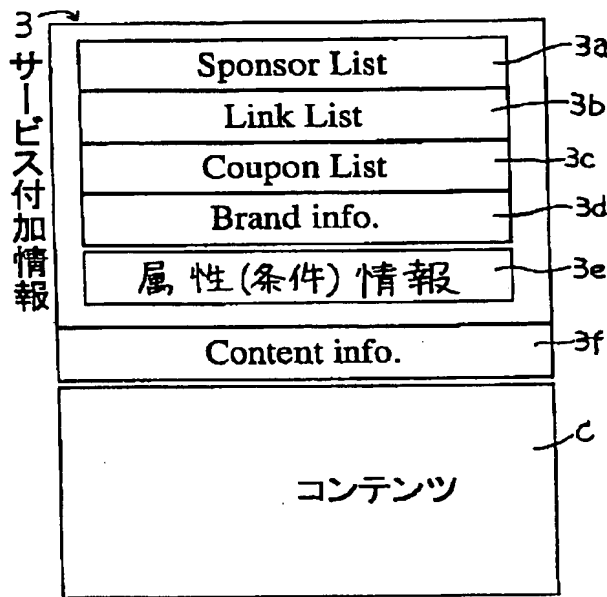 3
サービス付加情報
Sponsor List
3a
Link List
3b
Coupon List
3c
Brand info.
3d
属性(条件)情報
3e
Content info.
3f
コンテンツ
C